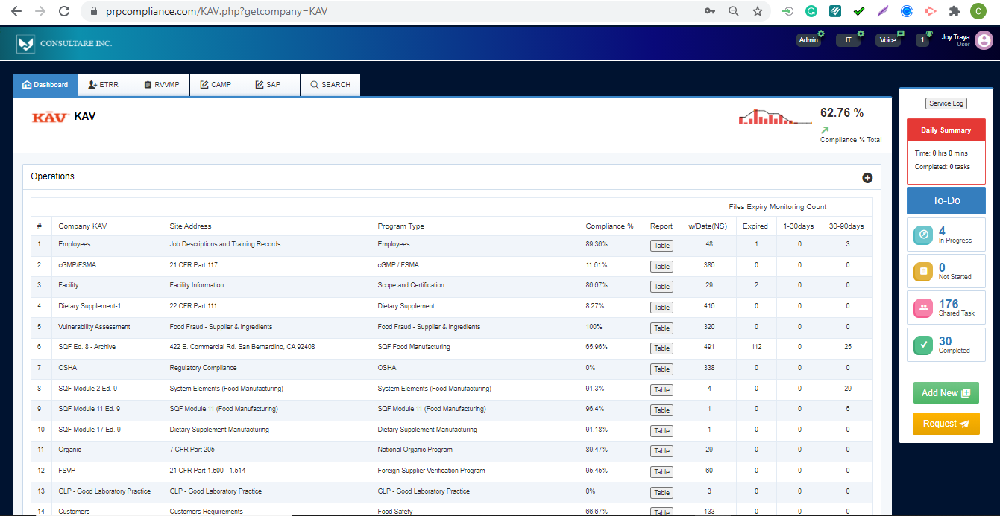 prpcompliance.com/KAV.php?getcompany=KAV
C
CONSULTARE INC.
Admin IT Voice 1 Joy Traya
User
Dashboard ETRR RVVMP CAMP SAP SEARCH
KAV KAV
62.76 %
Compliance % Total
Operations
Files Expiry Monitoring Count
# Company KAV Site Address Program Type Compliance % Report w/Date(NS) Expired 1-30days 30-90days
1 Employees Job Descriptions and Training Records Employees 89.36% Table 48 1 0 3
2 cGMP/FSMA 21 CFR Part 117 cGMP / FSMA 11.61% Table 386 0 0 0
3 Facility Facility Information Scope and Certification 86.67% Table 29 2 0 0
4 Dietary Supplement-1 22 CFR Part 111 Dietary Supplement 8.27% Table 416 0 0 0
5 Vulnerability Assessment Food Fraud - Supplier & Ingredients Food Fraud - Supplier & Ingredients 100% Table 320 0 0 0
6 SQF Ed. 8 - Archive 422 E. Commercial Rd. San Bernardino, CA 92408 SQF Food Manufacturing 65.96% Table 491 112 0 25
7 OSHA Regulatory Compliance OSHA 0% Table 338 0 0 0
8 SQF Module 2 Ed. 9 System Elements (Food Manufacturing) System Elements (Food Manufacturing) 91.3% Table 4 0 0 29
9 SQF Module 11 Ed. 9 SQF Module 11 (Food Manufacturing) SQF Module 11 (Food Manufacturing) 96.4% Table 1 0 0 6
10 SQF Module 17 Ed. 9 Dietary Supplement Manufacturing Dietary Supplement Manufacturing 91.18% Table 1 0 0 0
11 Organic 7 CFR Part 205 National Organic Program 89.47% Table 29 0 0 0
12 FSVP 21 CFR Part 1.500 - 1.514 Foreign Supplier Verification Program 95.45% Table 60 0 0 0
13 GLP - Good Laboratory Practice GLP - Good Laboratory Practice GLP - Good Laboratory Practice 0% Table 3 0 0 0
14 Customers Customers Requirements Food Safety 66.67% Table 133 0 0 0
Service Log
Daily Summary
Time: 0 hrs 0 mins
Completed: 0 tasks
To-Do
4
In Progress
0
Not Started
176
Shared Task
30
Completed
Add New
Request